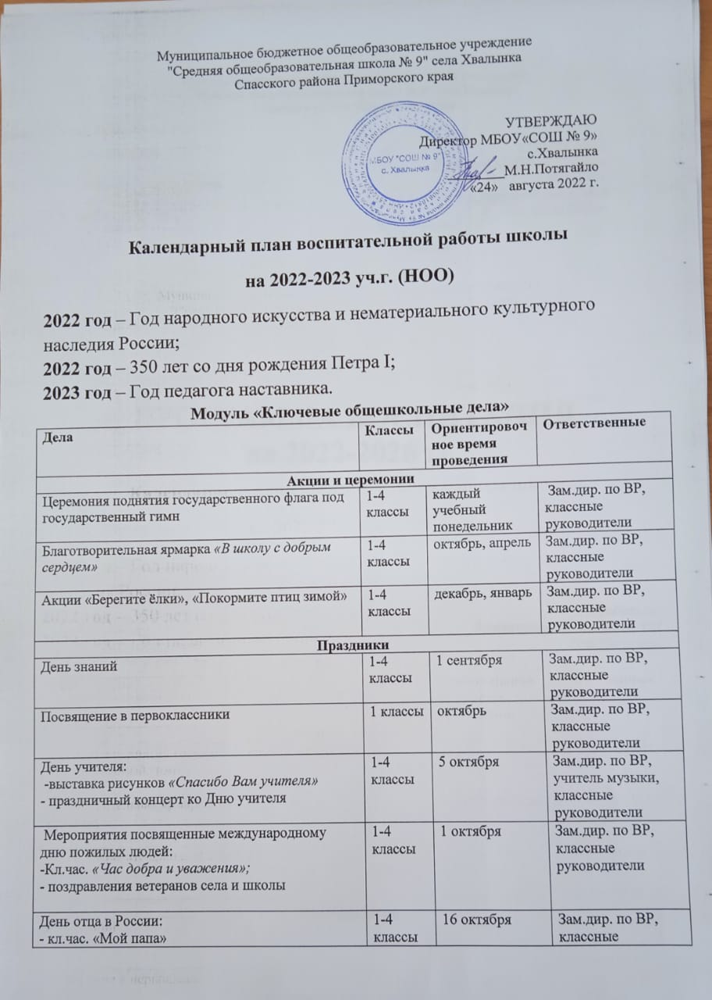 Муниципальное бюджетное общеобразовательное учреждение
"Средняя общеобразовательная школа № 9" села Хвалынка
Спасского района Приморского края
УТВЕРЖДАЮ
Директор МБОУ«СОШ № 9»
с.Хвалынка
М.Н.Потягайло
«24» августа 2022 г.
МБОУ "СОШ № 9"
с. Хвалынка
Календарный план воспитательной работы школы
на 2022-2023 уч.г. (НОО)
2022 год – Год народного искусства и нематериального культурного
наследия России;
2022 год – 350 лет со дня рождения Петра I;
2023 год – Год педагога наставника.
Модуль «Ключевые общешкольные дела»
Дела
Классы
Ориентировоч
ное время
проведения
Ответственные
Акции и церемонии
Церемония поднятия государственного флага под
государственный гимн
1-4
классы
каждый
учебный
понедельник
Зам.дир. по ВР,
классные
руководители
Благотворительная ярмарка «В школу с добрым
сердцем»
1-4
классы
октябрь, апрель
Зам.дир. по ВР,
классные
руководители
Акции «Берегите ёлки», «Покормите птиц зимой»
1-4
классы
декабрь, январь
Зам.дир. по ВР,
классные
руководители
Праздники
День знаний
1-4
классы
1 сентября
Зам.дир. по ВР,
классные
руководители
Посвящение в первоклассники
1 классы
октябрь
Зам.дир. по ВР,
классные
руководители
День учителя:
-выставка рисунков «Спасибо Вам учителя»
- праздничный концерт ко Дню учителя
1-4
классы
5 октября
Зам.дир. по ВР,
учитель музыки,
классные
руководители
Мероприятия посвященные международному
дню пожилых людей:
-Кл.час. «Час добра и уважения»;
- поздравления ветеранов села и школы
1-4
классы
1 октября
Зам.дир. по ВР,
классные
руководители
День отца в России:
- кл.час. «Мой папа»
1-4
классы
16 октября
Зам.дир. по ВР,
классные